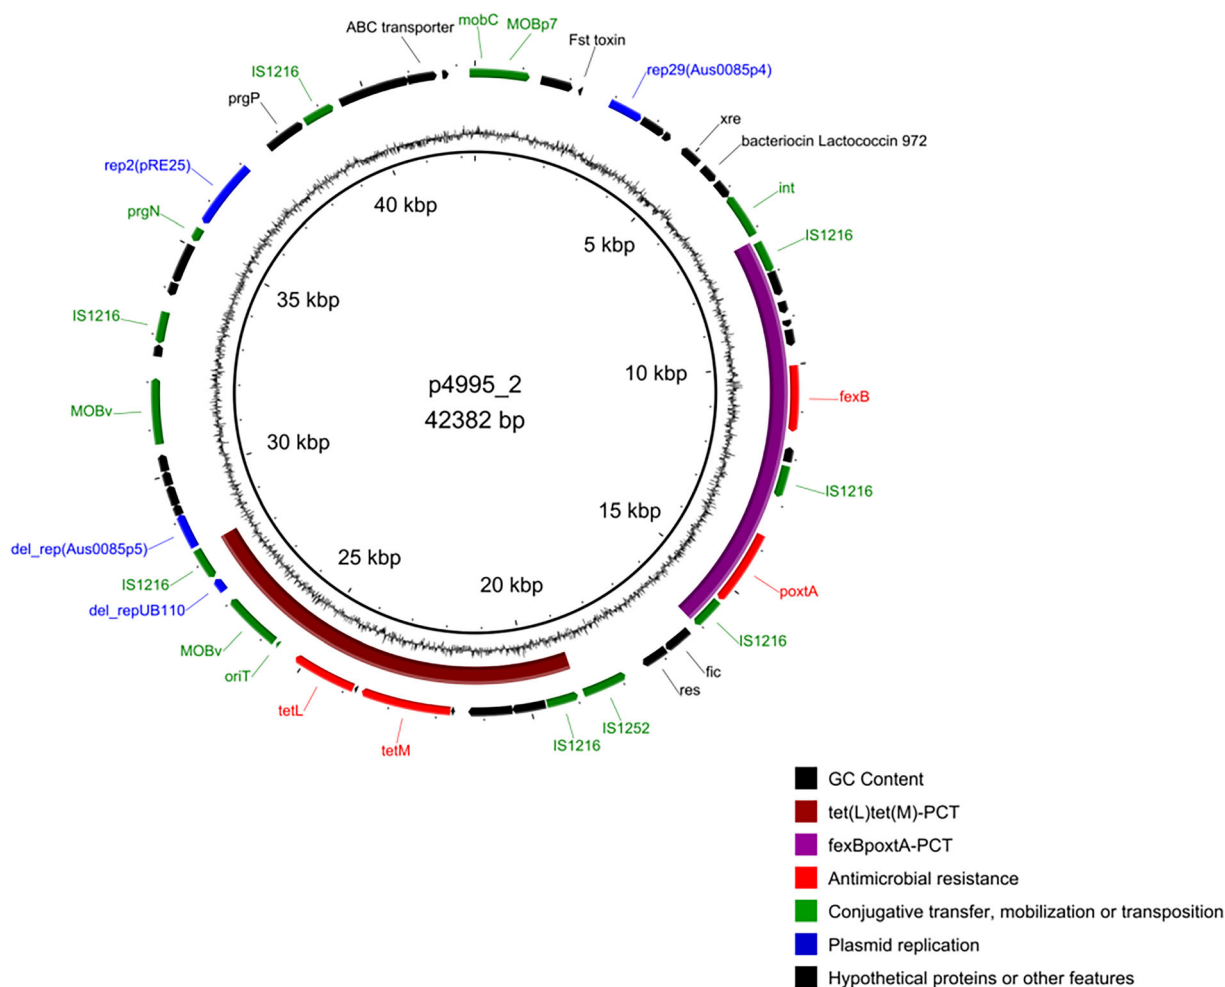 ABC transporter
mobC
MOBp7
Fst toxin
IS1216
rep29(Aus0085p4)
prgP
xre
bacteriocin Lactococcin 972
rep2(pRE25)
int
prgN
40 kbp
5 kbp
IS1216
35 kbp
IS1216
10 kbp
p4995_2
42382 bp
fexB
MOBv
30 kbp
IS1216
15 kbp
del_rep(Aus0085p5)
25 kbp
20 kbp
IS1216
poxtA
del_repUB110
IS1216
MOBv
fic
oriT
res
tetL
IS1252
tetM
IS1216
GC Content
tet(L)tet(M)-PCT
fexBpoxtA-PCT
Antimicrobial resistance
Conjugative transfer, mobilization or transposition
Plasmid replication
Hypothetical proteins or other features